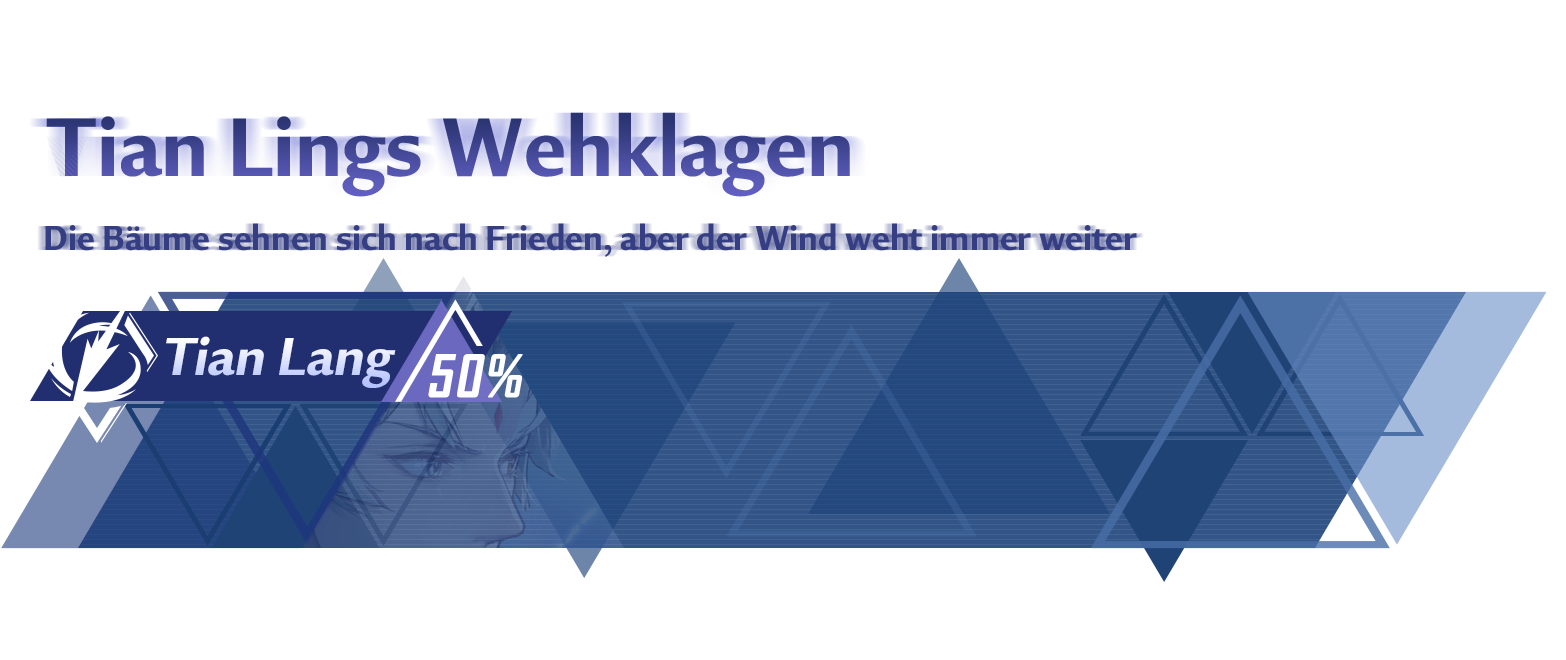 Tian Lings Wehklagen
Die Bäume sehnen sich nach Frieden, aber der Wind weht immer weiter
Tian Lang
50%